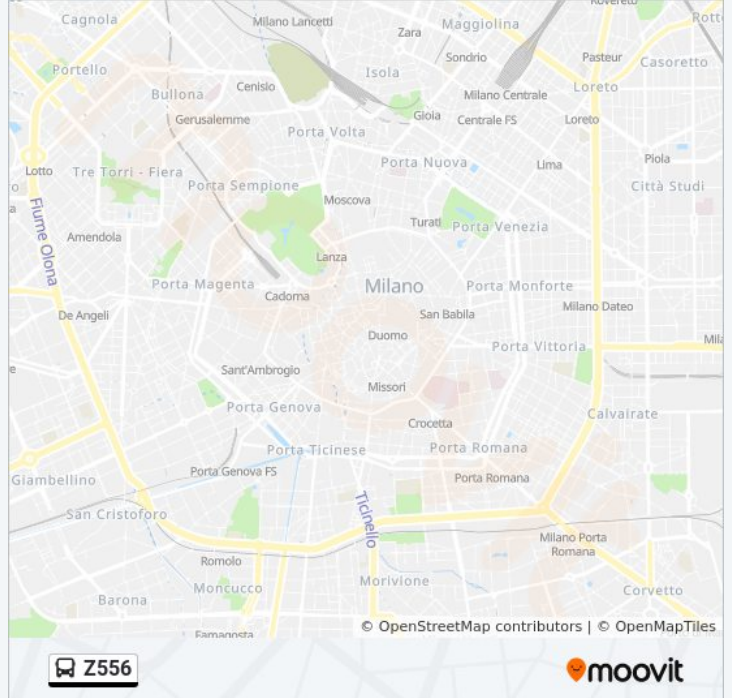 Rovereto
Cagnola
Milano Lancetti
Maggiolina
Rott
Zara
Sondrio
Pasteur
Casoretto
Portello
Isola
Cenisio
Bullona
Milano Centrale
Loreto
Gerusalemme
Gioia
Centrale FS
Loreto
Porta Volta
Porta Nuova
Lima
Piola
Lotto
Tre Torri - Fiera
Porta Sempione
Città Studi
o
Moscova
a
Fiume Olona
Turati
Porta Venezia
Amendola
Lanza
Porta Magenta
Milano
Porta Monforte
Cadorna
San Babila
Milano Dateo
De Angeli
Duomo
Porta Vittoria
Mila
e
Sant'Ambrogio
Missori
Porta Genova
Calvairate
Crocetta
Porta Ticinese
Porta Romana
Porta Genova FS
Porta Romana
Giambellino
Ticinello
San Cristoforo
Milano Porta
Romana
Romolo
Morivione
Moncucco
Corvetto
Barona
© OpenStreetMap contributors | © OpenMapTiles
Famagosta
Z556
moovit